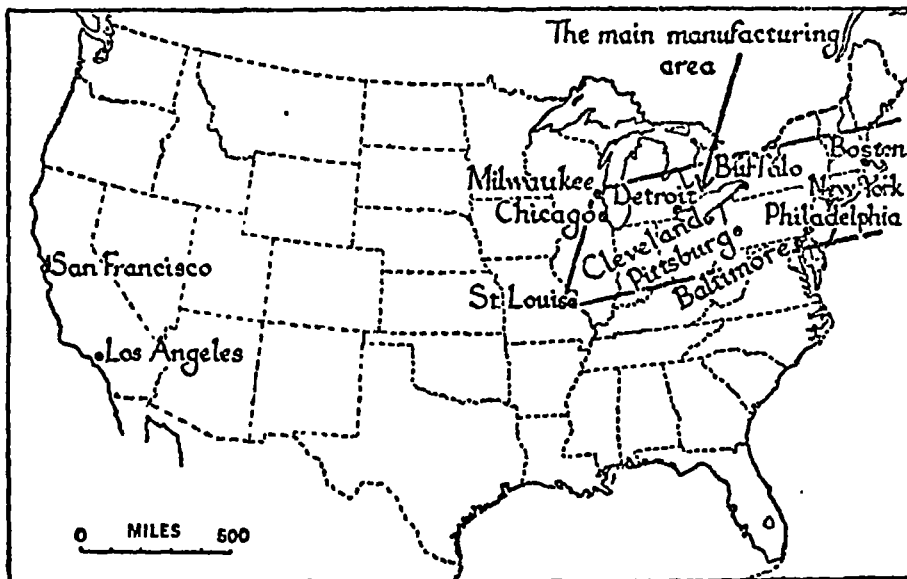 The main manufacturing
area
Boston
Buffalo
Milwaukee
Detroit
New York
Chicago
Philadelphia
Cleveland
Pittsburg
Baltimore
San Francisco
St Louis
Los Angeles
0 MILES 500